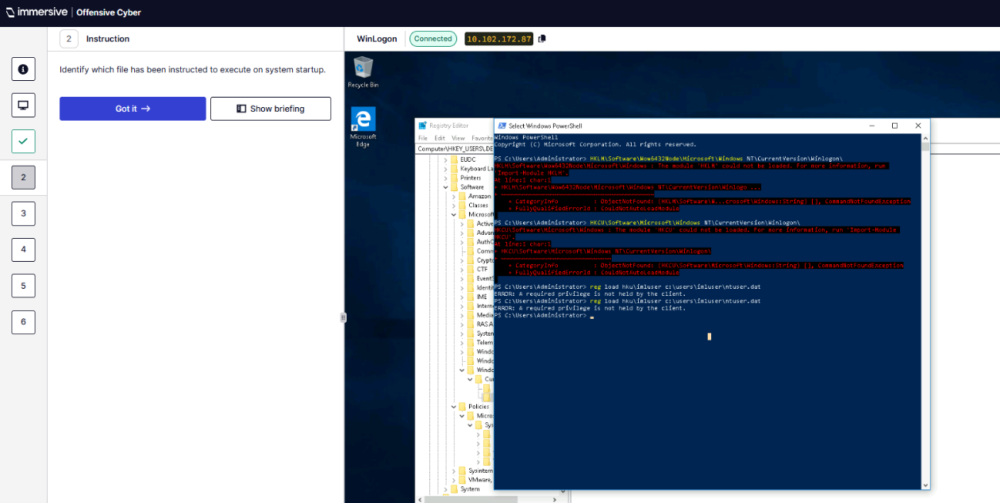 immersive | Offensive Cyber
2 Instruction
Identify which file has been instructed to execute on system startup.
Got it →
Show briefing
2
3
4
5
6
WinLogon Connected 10.102.172.87
Recycle Bin
Microsoft
Edge
Registry Editor
File Edit View Favorite
Computer\HKEY_USERS\.DE
EUDC
Keyboard La
Printers
Software
Amazon
Classes
Microsoft
Active
Advan
AuthC
Comm
Crypto
CTF
EventS
Identit
IME
Intern
Media
RAS A
System
Telem
Windo
Windo
Windo
Cur
Policies
Micros
Sys
Sysintern
VMware,
System
Select Windows PowerShell
Windows PowerShell
Copyright (C) Microsoft Corporation. All rights reserved.
PS C:\Users\Administrator> HKLM\Software\Wow6432Node\Microsoft\Windows NT\CurrentVersion\Winlogon\
HKLM\Software\Wow6432Node\Microsoft\Windows : The module 'HKLM' could not be loaded. For more information, run
'Import-Module HKLM'.
At line:1 char:1
+ HKLM\Software\Wow6432Node\Microsoft\Windows NT\CurrentVersion\Winlogo ...
+ ~~~~~~~~~~~~~~~~~~~~~~~~~~~~~~~~~~~~~~~~~~~
+ CategoryInfo : ObjectNotFound: (HKLM\Software\W...crosoft\Windows:String) [], CommandNotFoundException
+ FullyQualifiedErrorId : CouldNotAutoLoadModule
PS C:\Users\Administrator> HKCU\Software\Microsoft\Windows NT\CurrentVersion\Winlogon\
HKCU\Software\Microsoft\Windows : The module 'HKCU' could not be loaded. For more information, run 'Import-Module
HKCU'.
At line:1 char:1
+ HKCU\Software\Microsoft\Windows NT\CurrentVersion\Winlogon\
+ ~~~~~~~~~~~~~~~~~~~~~~~~~~~~~~~
+ CategoryInfo : ObjectNotFound: (HKCU\Software\Microsoft\Windows:String) [], CommandNotFoundException
+ FullyQualifiedErrorId : CouldNotAutoLoadModule
PS C:\Users\Administrator> reg load hku\imluser c:\users\imluser\ntuser.dat
ERROR: A required privilege is not held by the client.
PS C:\Users\Administrator> reg load hku\imluser c:\users\imluser\ntuser.dat
ERROR: A required privilege is not held by the client.
PS C:\Users\Administrator>